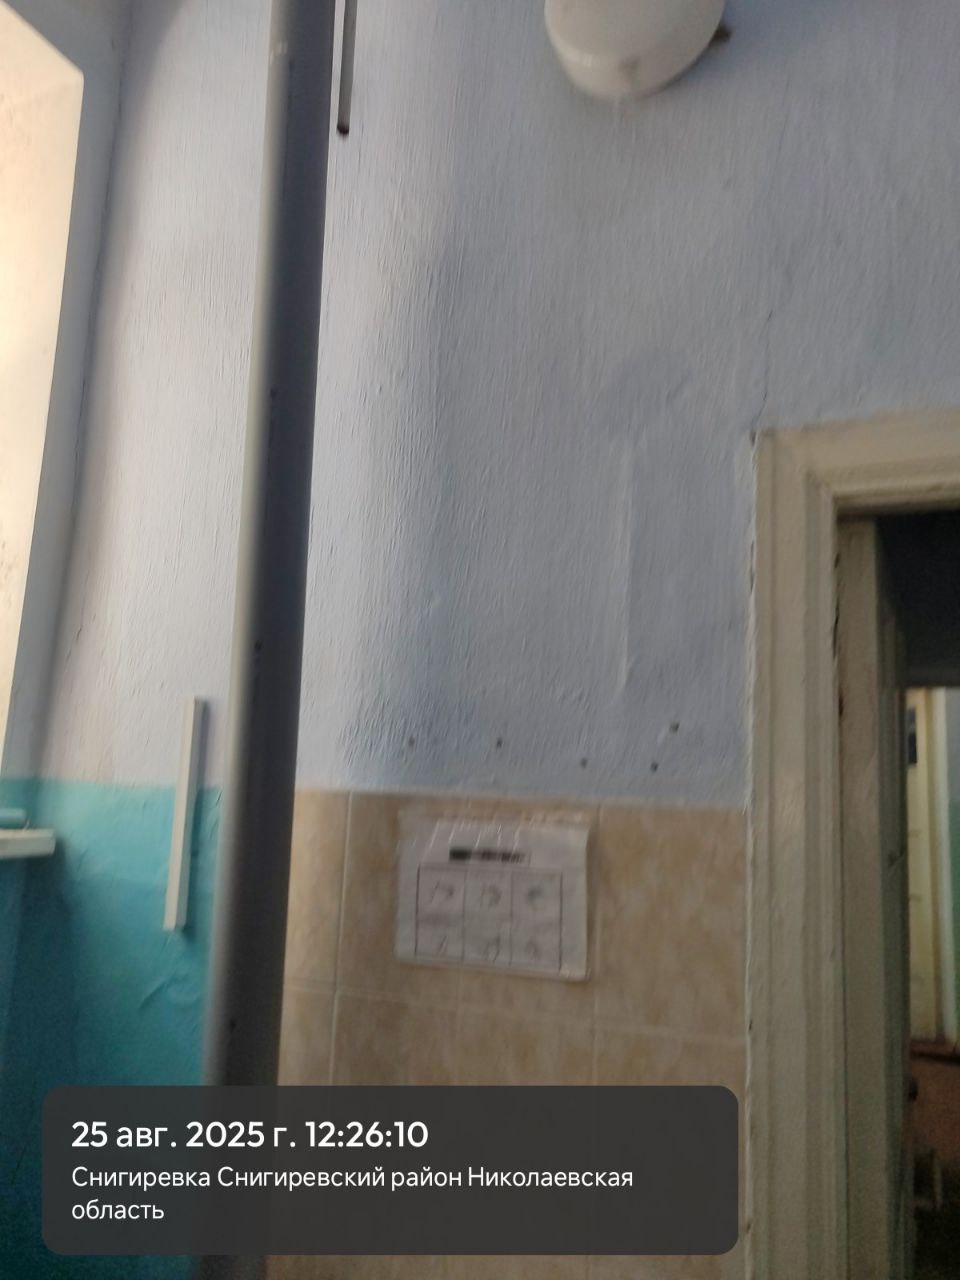 25 авг. 2025 г. 12:26:10
Снигиревка Снигиревский район Николаевская
область